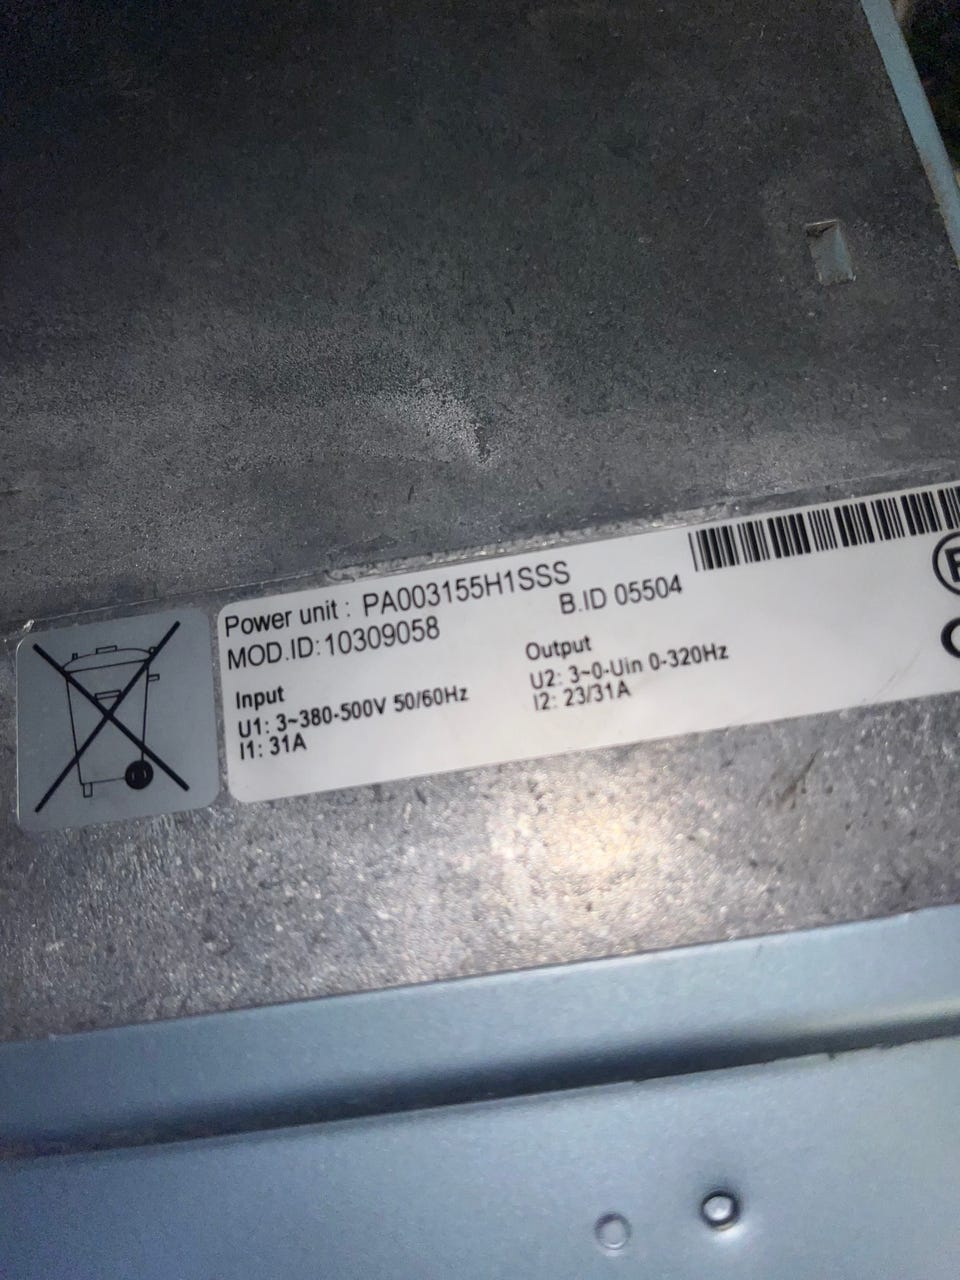 Power unit : PA003155H1SSS
MOD.ID: 10309058
B.ID 05504
Input
U1: 3~380-500V 50/60Hz
I1: 31A
Output
U2: 3~0-Uin 0-320Hz
I2: 23/31A